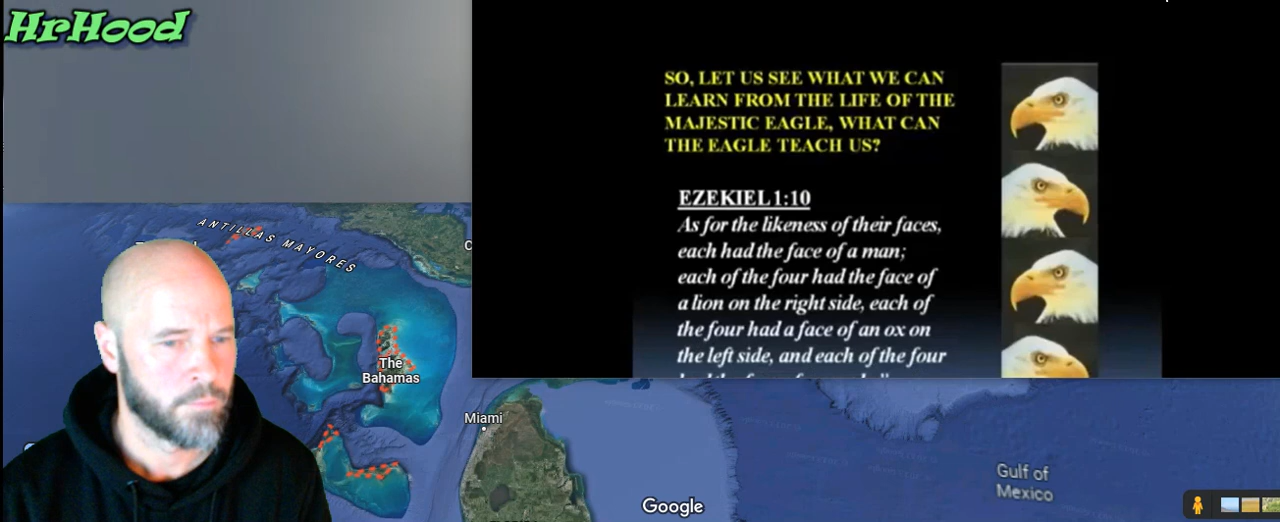 HrHood
SO, LET US SEE WHAT WE CAN
LEARN FROM THE LIFE OF THE
MAJESTIC EAGLE, WHAT CAN
THE EAGLE TEACH US?
EZEKIEL 1:10
As for the likeness of their faces,
each had the face of a man;
each of the four had the face of
a lion on the right side, each of
the four had a face of an ox on
the left side, and each of the four
ANTILLAS MAYORES
The
Bahamas
Miami
Gulf of
Mexico
Google